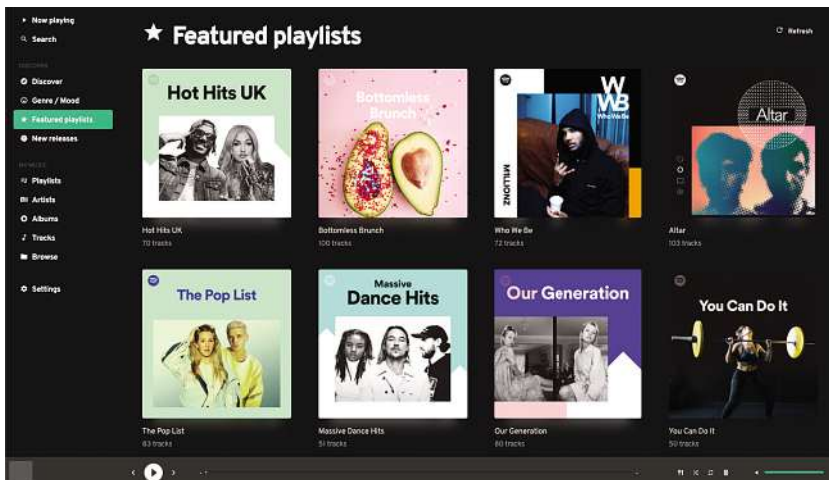 Now playing
Search
DISCOVER
Discover
Genre / Mood
Featured playlists
New releases
Playlists
Artists
Albums
Tracks
Browse
Settings
Featured playlists
Refresh
Hot Hits UK
Bottomless
Brunch
W
WB
Who We Be
MILLIONZ
Altar
Hot Hits UK
70 tracks
Bottomless Brunch
100 tracks
Who We Be
72 tracks
Altar
103 tracks
The Pop List
Massive
Dance Hits
Our Generation
You Can Do It
The Pop List
83 tracks
Massive Dance Hits
51 tracks
Our Generation
80 tracks
You Can Do It
50 tracks